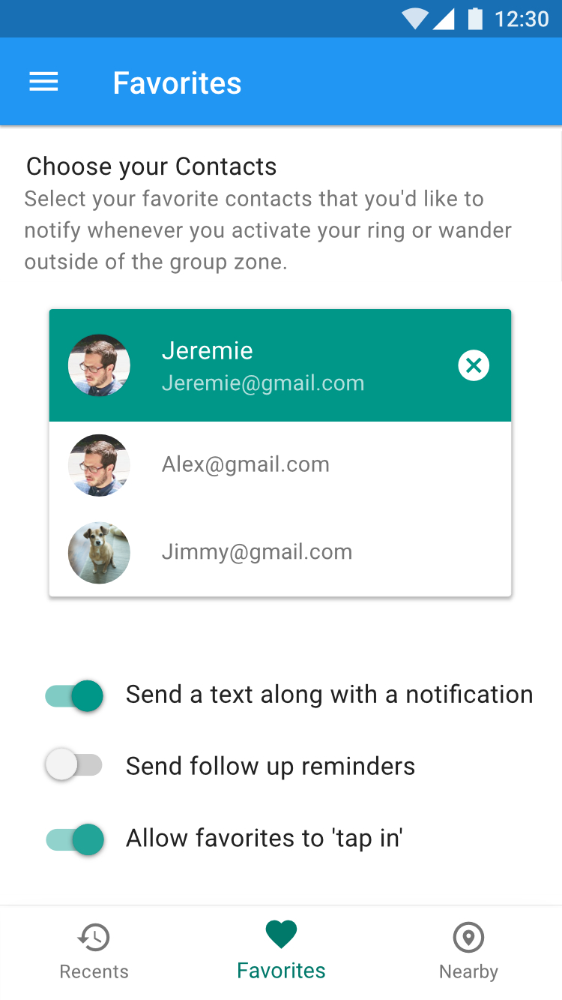 12:30
Favorites
Choose your Contacts
Select your favorite contacts that you'd like to
notify whenever you activate your ring or wander
outside of the group zone.
Jeremie
Jeremie@gmail.com
Alex@gmail.com
Jimmy@gmail.com
Send a text along with a notification
Send follow up reminders
Allow favorites to 'tap in'
Recents
Favorites
Nearby